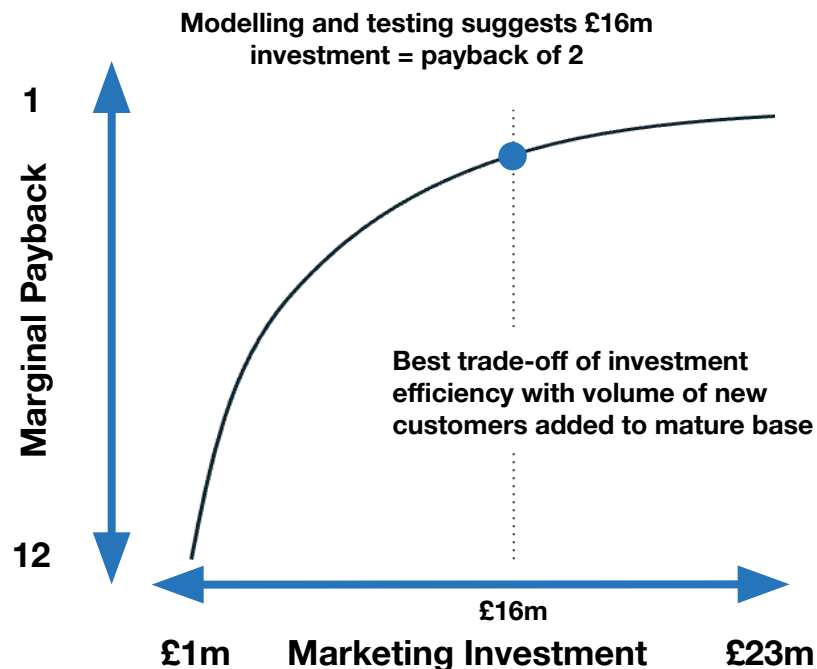 Modelling and testing suggests £16m
investment = payback of 2
1
Marginal Payback
Best trade-off of investment
efficiency with volume of new
customers added to mature base
12
£16m
£1m Marketing Investment £23m